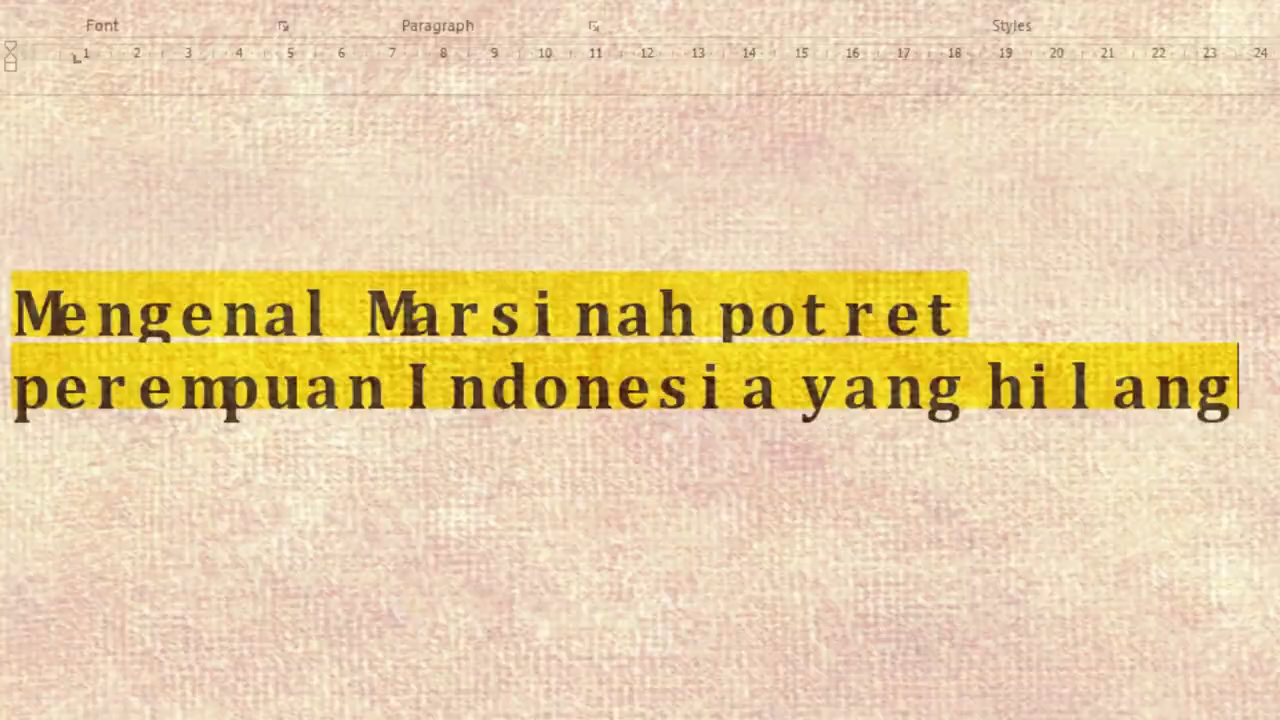 Font Paragraph Styles
1 2 3 4 5 6 7 8 9 10 11 12 13 14 15 16 17 18 19 20 21 22 23 24
Mengenal Marsinah potret
perempuan Indonesia yang hilang